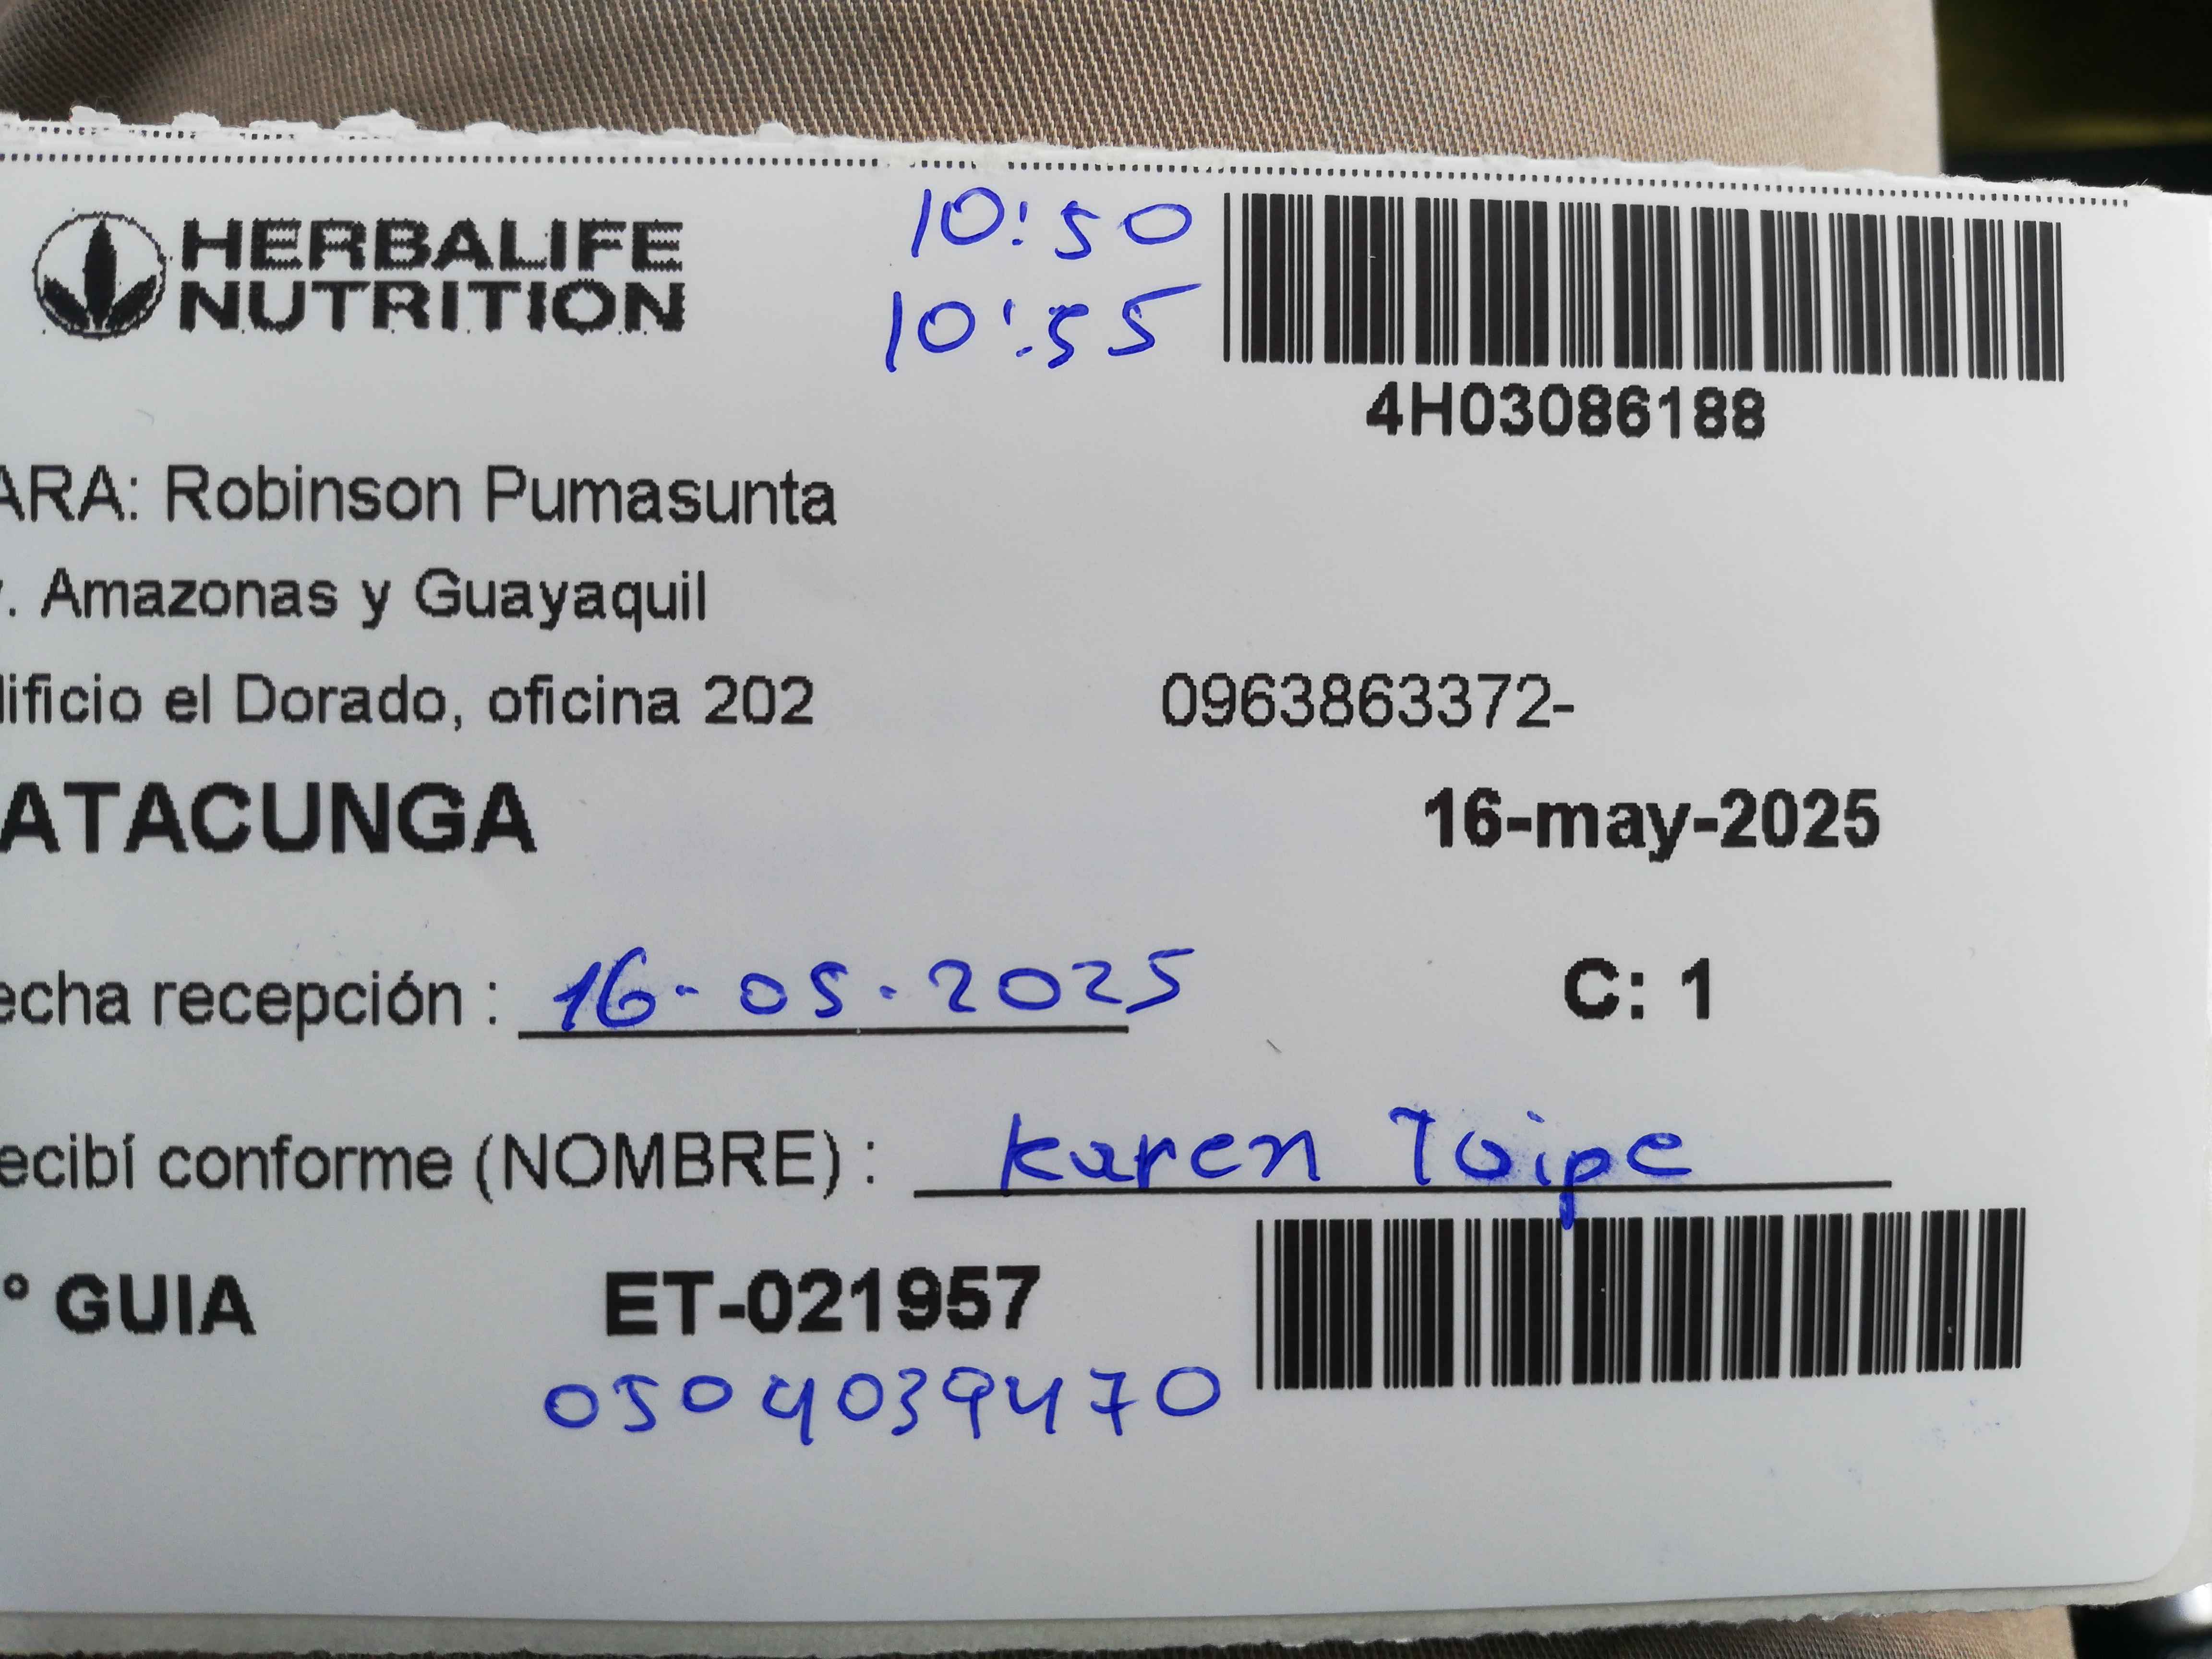 HERBALIFE
NUTRITION
10:50
10:55
4H03086188
ARA: Robinson Pumasunta
. Amazonas y Guayaquil
lificio el Dorado, oficina 202
0963863372-
ATACUNGA
16-may-2025
echa recepción : 16-05-2025
C: 1
ecibí conforme (NOMBRE) : Karen Toipe
° GUIA
ET-021957
0504039470